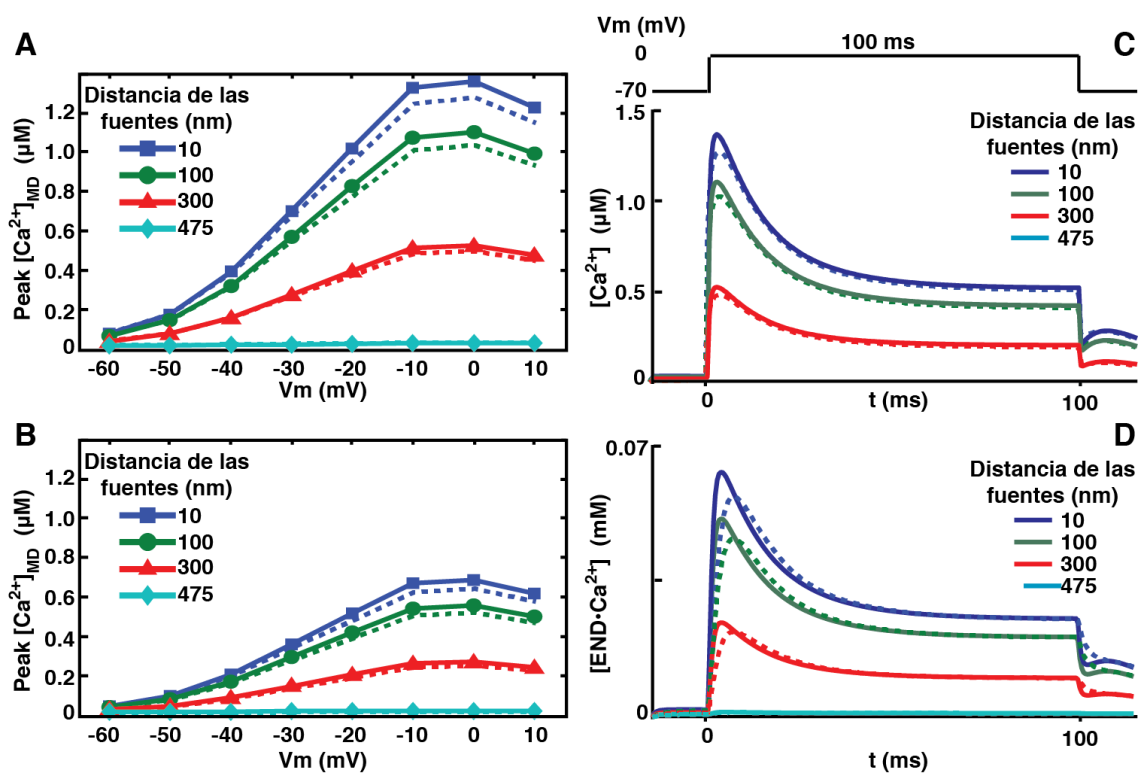 A
Distancia de las
fuentes (nm)
10
100
300
475
Peak [Ca²⁺]MD (µM)
1.2
1.0
0.8
0.6
0.4
0.2
0
-60 -50 -40 -30 -20 -10 0 10
Vm (mV)
B
Distancia de las
fuentes (nm)
10
100
300
475
Peak [Ca²⁺]MD (µM)
1.2
1.0
0.8
0.6
0.4
0.2
0
-60 -50 -40 -30 -20 -10 0 10
Vm (mV)
C
Vm (mV)
0
-70
100 ms
Distancia de las
fuentes (nm)
10
100
300
475
[Ca²⁺] (µM)
1.5
1.0
0.5
0
0 100
t (ms)
D
Distancia de las
fuentes (nm)
10
100
300
475
[END•Ca²⁺] (mM)
0.07
0
0 100
t (ms)